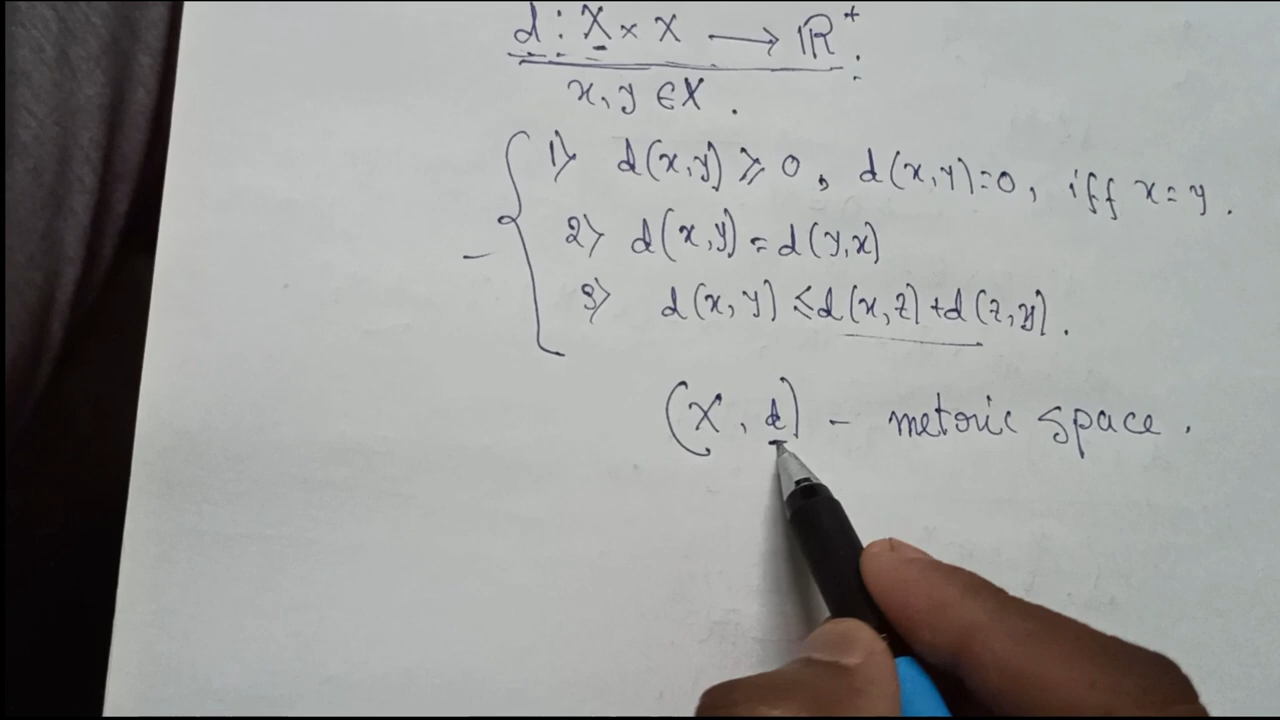 d : X × X ⟶ ℝ⁺ :
x, y ∈ X .
1) d(x,y) ⩾ 0, d(x,y)=0, iff x=y.
2) d(x,y) = d(y,x)
3) d(x,y) ⩽ d(x,z)+d(z,y).
(X, d) - metric space.